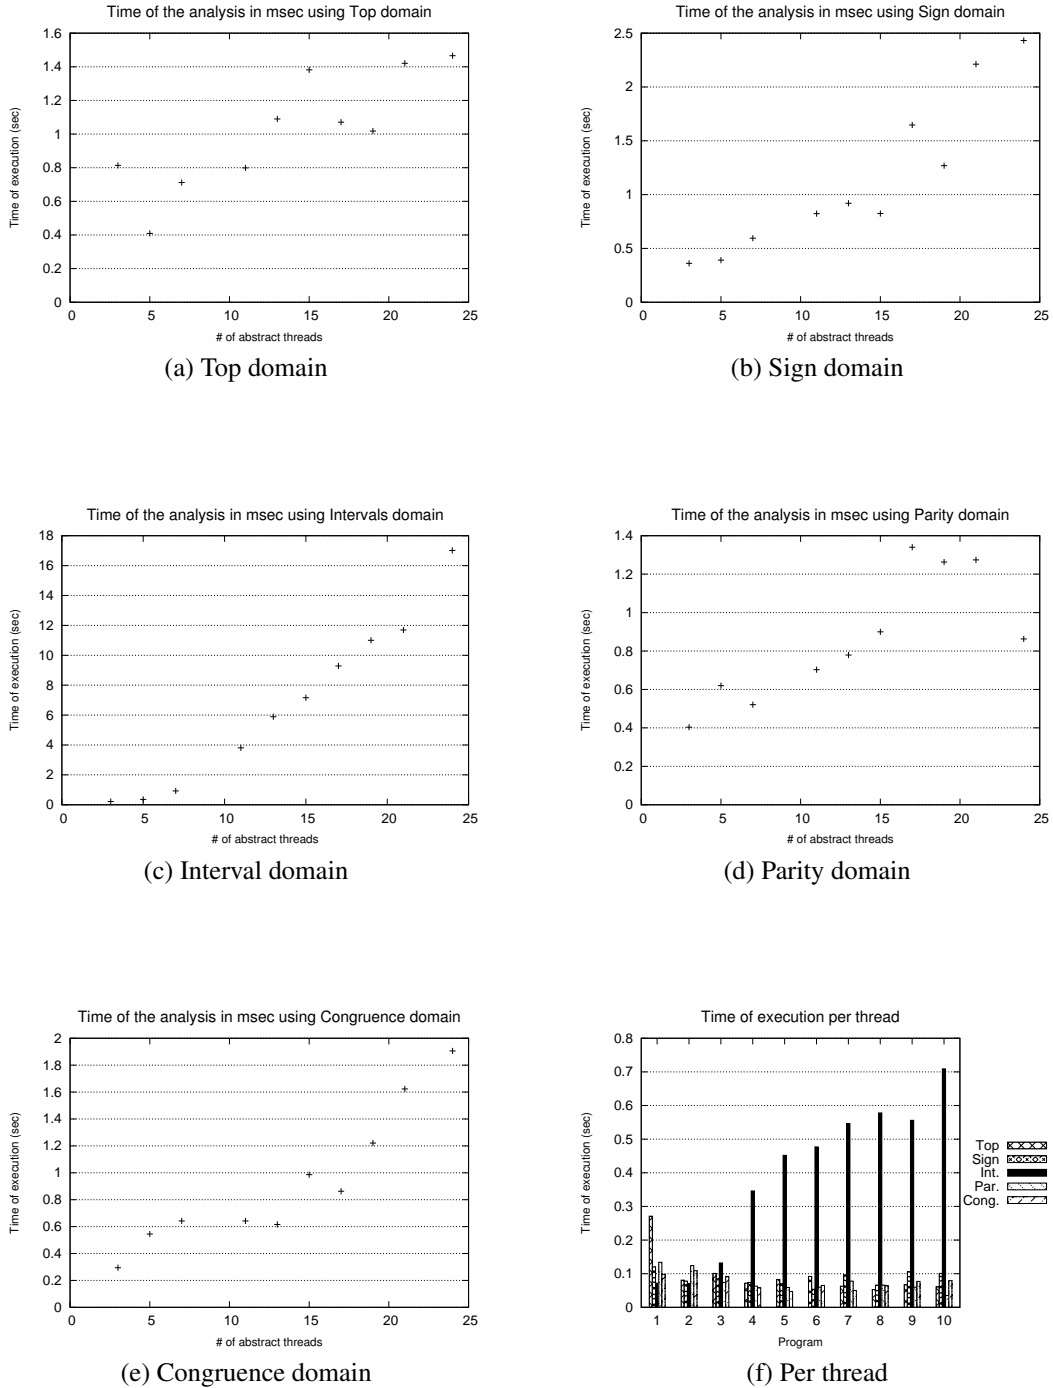 Time of the analysis in msec using Top domain
Time of execution (sec)
1.6
1.4
1.2
1
0.8
0.6
0.4
0.2
0
0 5 10 15 20 25
# of abstract threads
(a) Top domain
Time of the analysis in msec using Sign domain
Time of execution (sec)
2.5
2
1.5
1
0.5
0
0 5 10 15 20 25
# of abstract threads
(b) Sign domain
Time of the analysis in msec using Intervals domain
Time of execution (sec)
18
16
14
12
10
8
6
4
2
0
0 5 10 15 20 25
# of abstract threads
(c) Interval domain
Time of the analysis in msec using Parity domain
Time of execution (sec)
1.4
1.2
1
0.8
0.6
0.4
0.2
0
0 5 10 15 20 25
# of abstract threads
(d) Parity domain
Time of the analysis in msec using Congruence domain
Time of execution (sec)
2
1.8
1.6
1.4
1.2
1
0.8
0.6
0.4
0.2
0
0 5 10 15 20 25
# of abstract threads
(e) Congruence domain
Time of execution per thread
Time of execution (sec)
0.8
0.7
0.6
0.5
0.4
0.3
0.2
0.1
0
1 2 3 4 5 6 7 8 9 10
Program
Top
Sign
Int.
Par.
Cong.
(f) Per thread